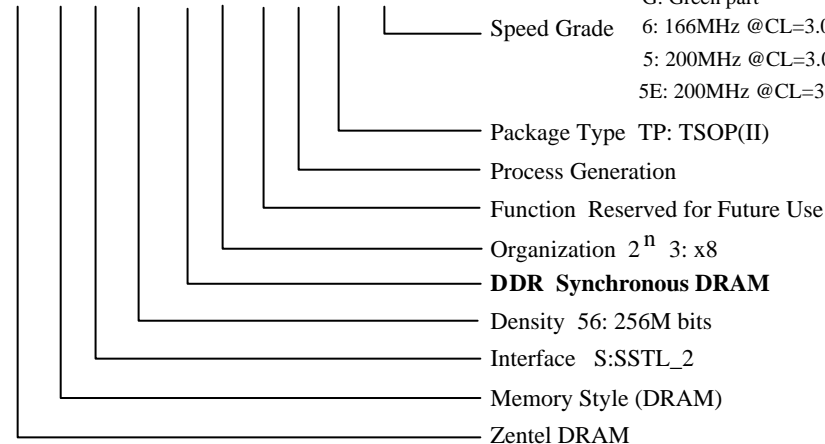 G: Green part
Speed Grade 6: 166MHz @CL=3.0
5: 200MHz @CL=3.0
5E: 200MHz @CL=3
Package Type TP: TSOP(II)
Process Generation
Function Reserved for Future Use
Organization 2n 3: x8
DDR Synchronous DRAM
Density 56: 256M bits
Interface S:SSTL_2
Memory Style (DRAM)
Zentel DRAM